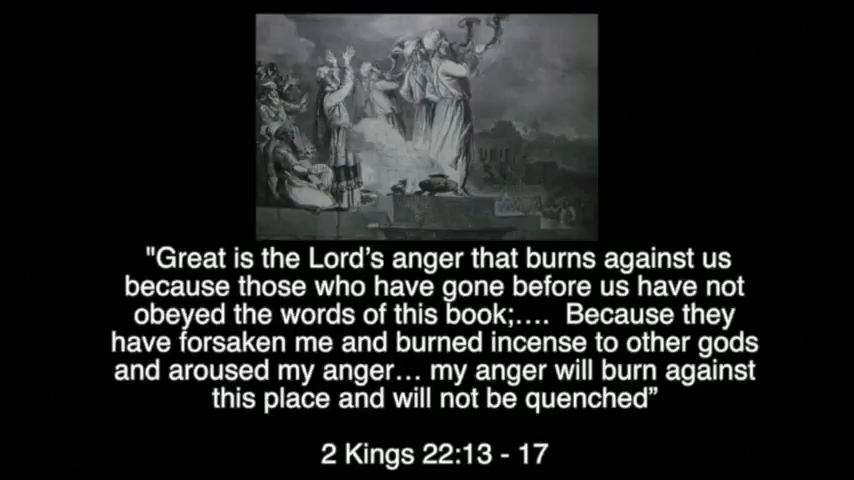 "Great is the Lord’s anger that burns against us
because those who have gone before us have not
obeyed the words of this book;.... Because they
have forsaken me and burned incense to other gods
and aroused my anger... my anger will burn against
this place and will not be quenched”
2 Kings 22:13 - 17